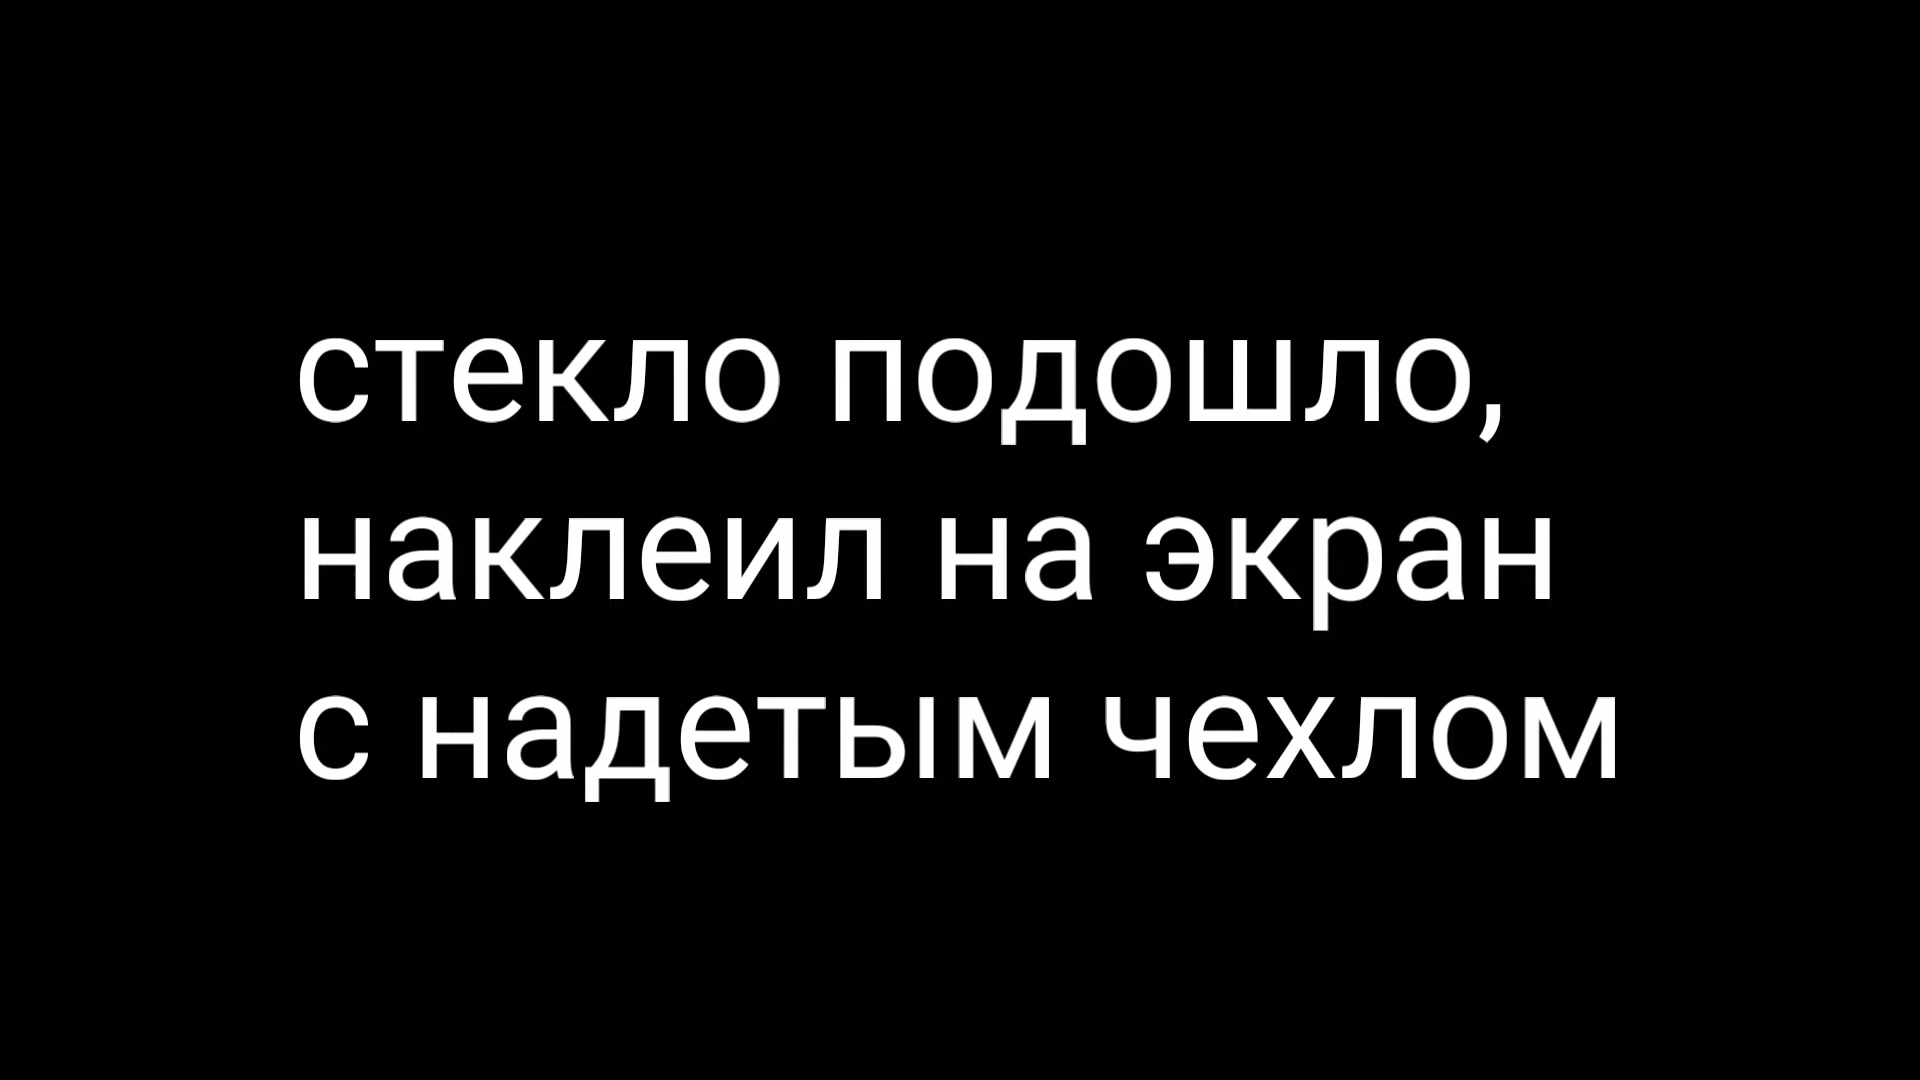 стекло подошло,
наклеил на экран
с надетым чехлом